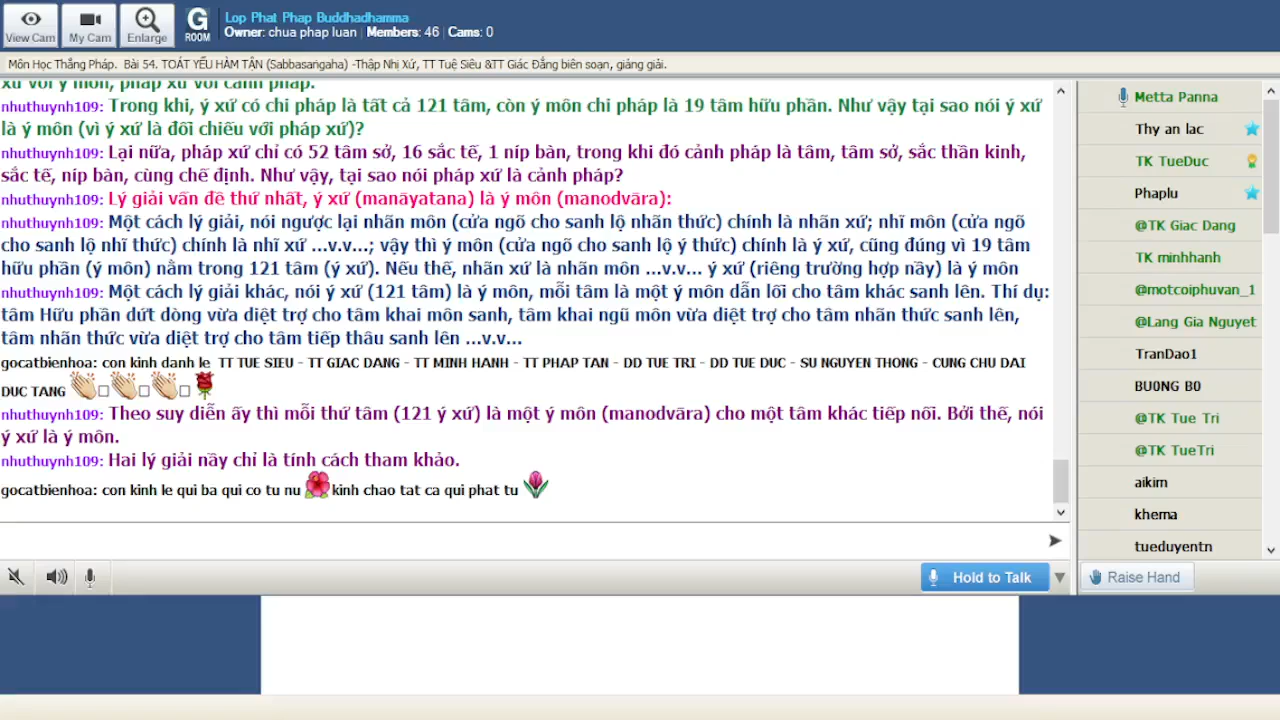 View Cam
My Cam
Enlarge
G
ROOM
Lop Phat Phap Buddhadhamma
Owner: chua phap luan | Members: 46 | Cams: 0
Môn Học Thắng Pháp.  Bài 54. TOÁT YẾU HÀM TẬN (Sabbasaṅgaha) -Thập Nhị Xứ, TT Tuệ Siêu &TT Giác Đẳng biên soạn, giảng giải.
xứ với ý môn, pháp xứ với cảnh pháp.
nhuthuynh109: Trong khi, ý xứ có chi pháp là tất cả 121 tâm, còn ý môn chi pháp là 19 tâm hữu phần. Như vậy tại sao nói ý xứ
là ý môn (vì ý xứ là đối chiếu với pháp xứ)?
nhuthuynh109: Lại nữa, pháp xứ chỉ có 52 tâm sở, 16 sắc tế, 1 níp bàn, trong khi đó cảnh pháp là tâm, tâm sở, sắc thần kinh,
sắc tế, níp bàn, cùng chế định. Như vậy, tại sao nói pháp xứ là cảnh pháp?
nhuthuynh109: Lý giải vấn đề thứ nhất, ý xứ (manāyatana) là ý môn (manodvāra):
nhuthuynh109: Một cách lý giải, nói ngược lại nhãn môn (cửa ngõ cho sanh lộ nhãn thức) chính là nhãn xứ; nhĩ môn (cửa ngõ
cho sanh lộ nhĩ thức) chính là nhĩ xứ ...v.v...; vậy thì ý môn (cửa ngõ cho sanh lộ ý thức) chính là ý xứ, cũng đúng vì 19 tâm
hữu phần (ý môn) nằm trong 121 tâm (ý xứ). Nếu thế, nhãn xứ là nhãn môn ...v.v... ý xứ (riêng trường hợp nầy) là ý môn
nhuthuynh109: Một cách lý giải khác, nói ý xứ (121 tâm) là ý môn, mỗi tâm là một ý môn dẫn lối cho tâm khác sanh lên. Thí dụ:
tâm Hữu phần dứt dòng vừa diệt trợ cho tâm khai môn sanh, tâm khai ngũ môn vừa diệt trợ cho tâm nhãn thức sanh lên,
tâm nhãn thức vừa diệt trợ cho tâm tiếp thâu sanh lên ...v.v...
gocatbienhoa: con kinh danh le  TT TUE SIEU - TT GIAC DANG - TT MINH HANH - TT PHAP TAN - DD TUE TRI - DD TUE DUC - SU NGUYEN THONG - CUNG CHU DAI
DUC TANG
nhuthuynh109: Theo suy diễn ấy thì mỗi thứ tâm (121 ý xứ) là một ý môn (manodvāra) cho một tâm khác tiếp nối. Bởi thế, nói
ý xứ là ý môn.
nhuthuynh109: Hai lý giải nầy chỉ là tính cách tham khảo.
gocatbienhoa: con kinh le qui ba qui co tu nu kinh chao tat ca qui phat tu
Metta Panna
Thy an lac
TK TueDuc
Phaplu
@TK Giac Dang
TK minhhanh
@motcoiphuvan_1
@Lang Gia Nguyet
TranDao1
BU0NG B0
@TK Tue Tri
@TK TueTri
aikim
khema
tueduyentn
Hold to Talk
Raise Hand